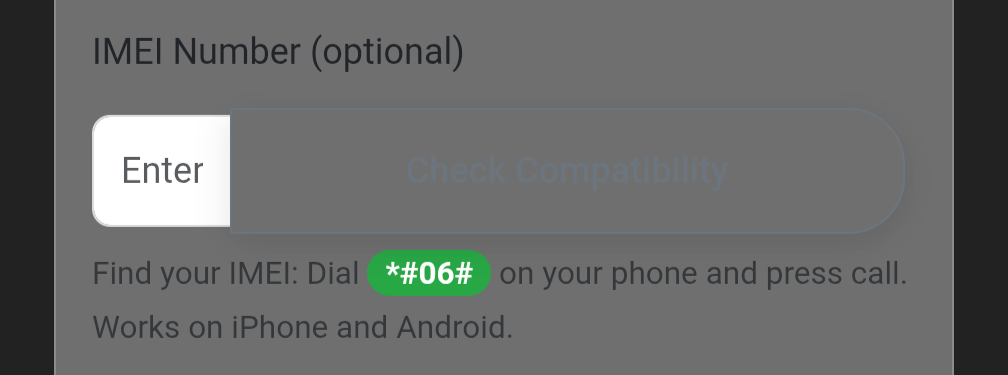 IMEI Number (optional)
Enter Check Compatibility
Find your IMEI: Dial *#06# on your phone and press call.
Works on iPhone and Android.